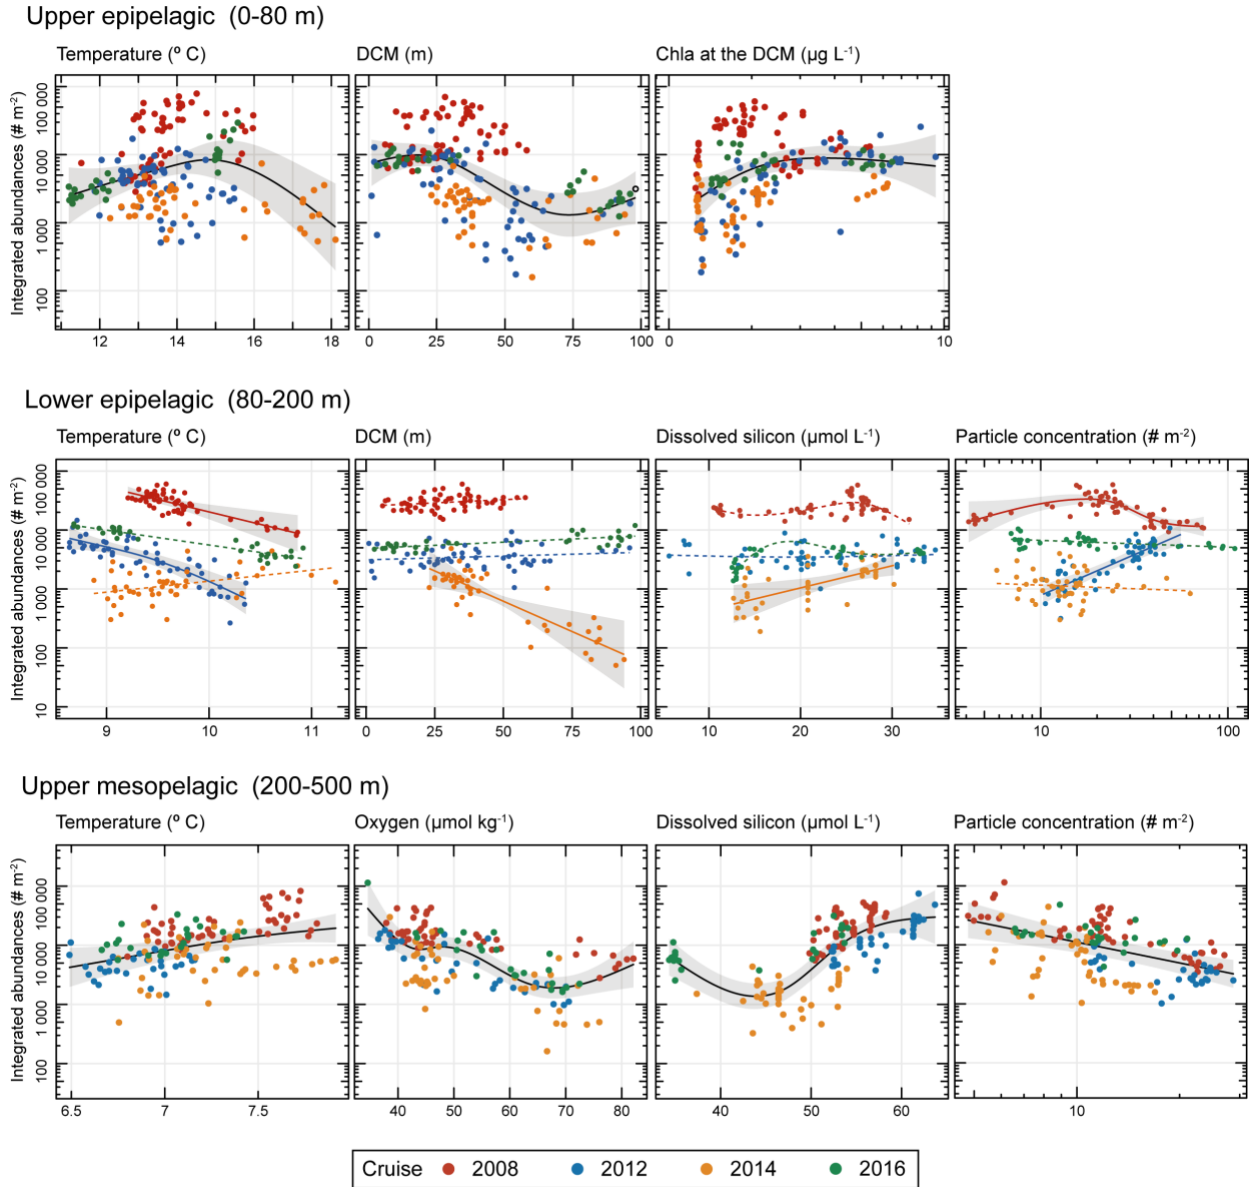 Upper epipelagic (0-80 m)
Temperature (º C)
DCM (m)
Chla at the DCM (µg L-1)
Integrated abundances (# m-2)
100 000
10 000
1 000
100
12
14
16
18
0
25
50
75
100
0
10
Lower epipelagic (80-200 m)
Temperature (º C)
DCM (m)
Dissolved silicon (µmol L-1)
Particle concentration (# m-2)
Integrated abundances (# m-2)
100 000
10 000
1 000
100
10
9
10
11
0
25
50
75
100
10
20
30
10
100
Upper mesopelagic (200-500 m)
Temperature (º C)
Oxygen (µmol kg-1)
Dissolved silicon (µmol L-1)
Particle concentration (# m-2)
Integrated abundances (# m-2)
100 000
10 000
1 000
100
6.5
7
7.5
40
50
60
70
80
40
50
60
10
Cruise 2008 2012 2014 2016